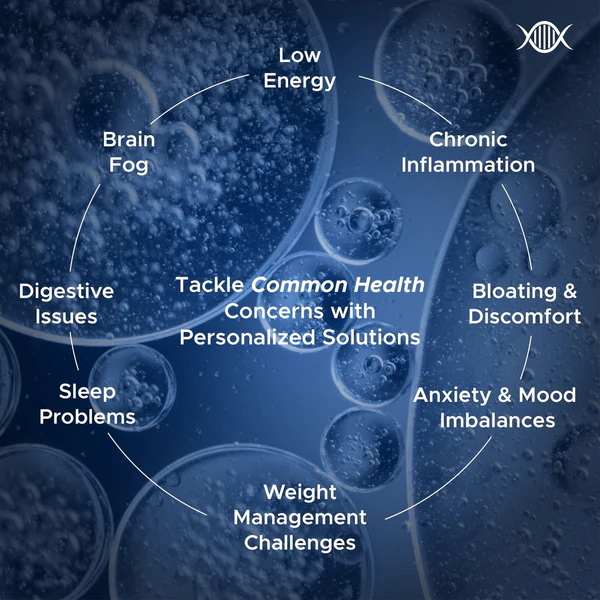 Low
Energy
Chronic
Inflammation
Bloating &
Discomfort
Anxiety & Mood
Imbalances
Weight
Management
Challenges
Sleep
Problems
Digestive
Issues
Brain
Fog
Tackle Common Health
Concerns with
Personalized Solutions